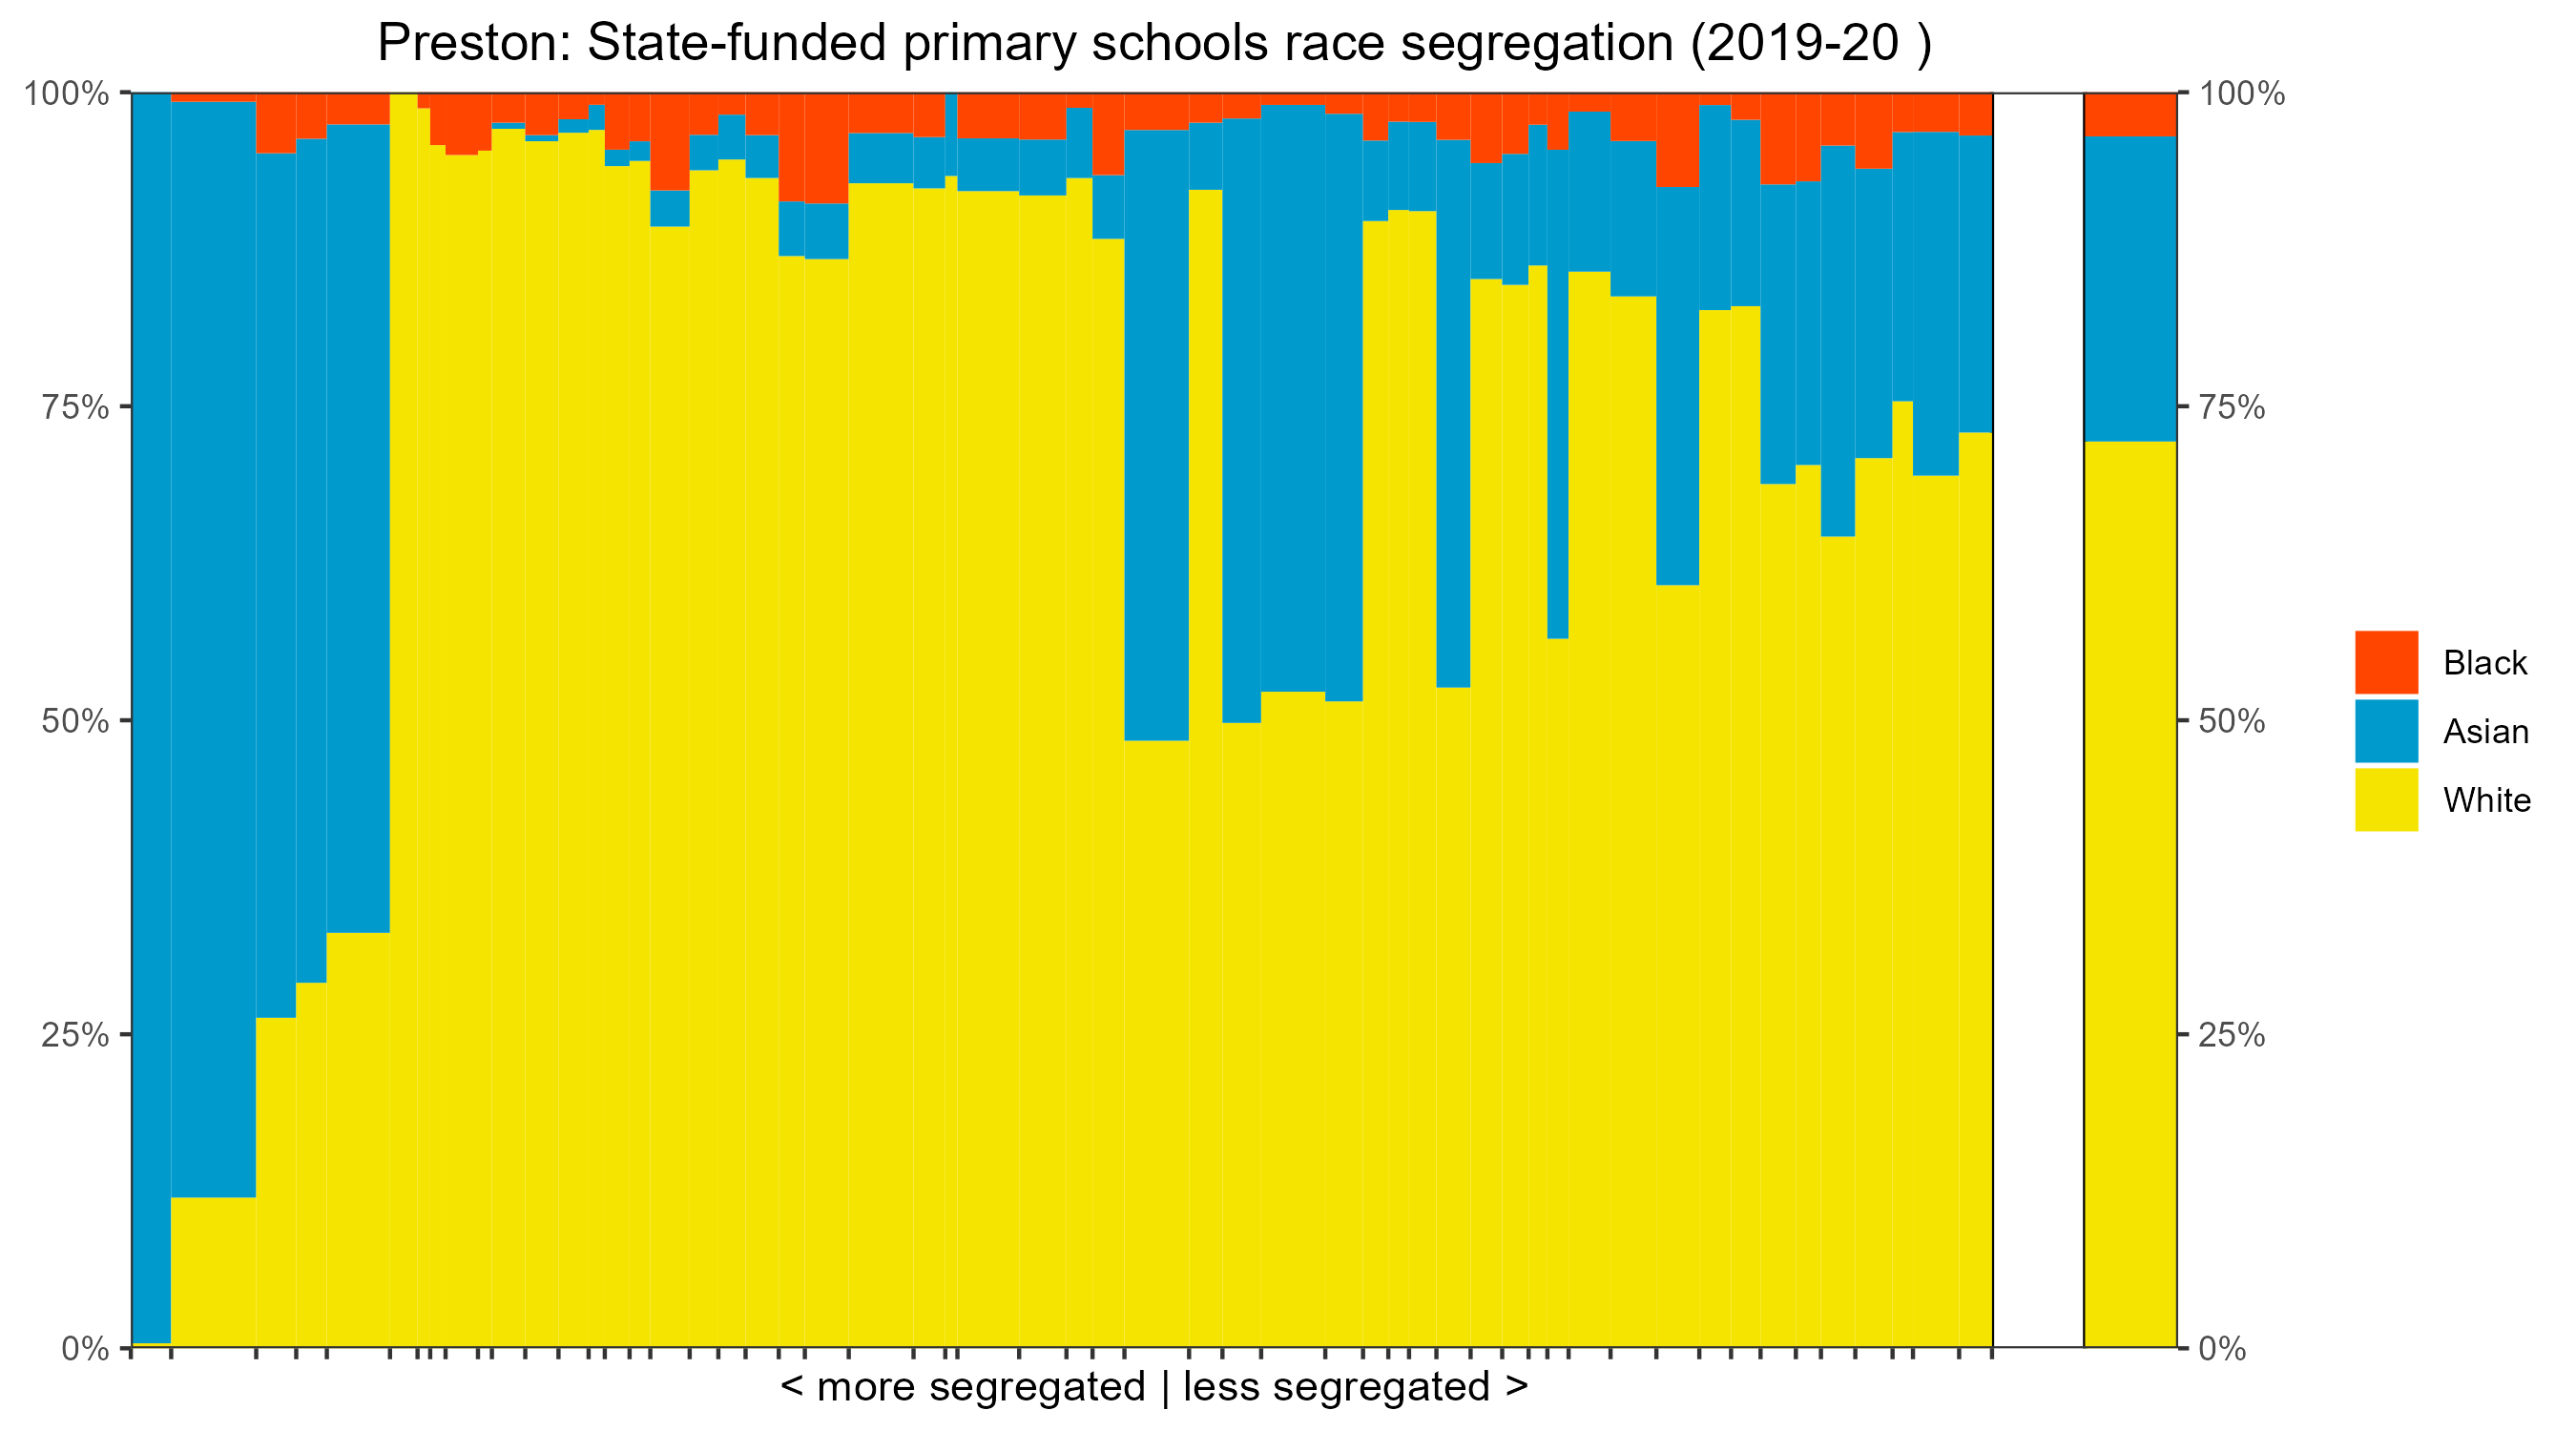 Preston: State-funded primary schools race segregation (2019-20 )
100%
75%
50%
25%
0%
100%
75%
50%
25%
0%
Black
Asian
White
< more segregated | less segregated >